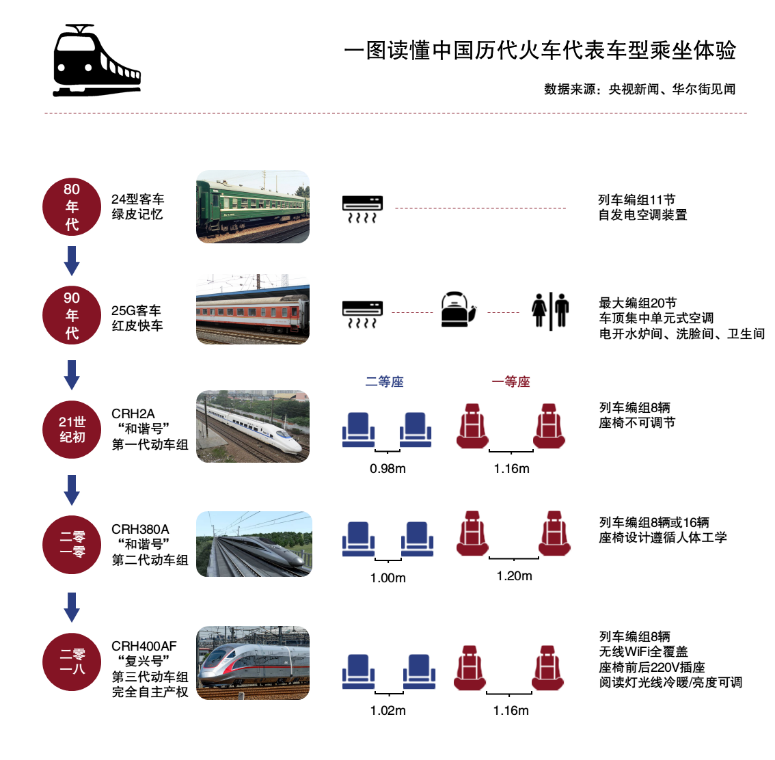 一图读懂中国历代火车代表车型乘坐体验
数据来源：央视新闻、华尔街见闻
80
年
代
24型客车
绿皮记忆
列车编组11节
自发电空调装置
90
年
代
25G客车
红皮快车
最大编组20节
车顶集中单元式空调
电开水炉间、洗脸间、卫生间
二等座
一等座
21世
纪初
CRH2A
“和谐号”
第一代动车组
0.98m
1.16m
列车编组8辆
座椅不可调节
二零
一零
CRH380A
“和谐号”
第二代动车组
1.00m
1.20m
列车编组8辆或16辆
座椅设计遵循人体工学
二零
一八
CRH400AF
“复兴号”
第三代动车组
完全自主产权
1.02m
1.16m
列车编组8辆
无线WiFi全覆盖
座椅前后220V插座
阅读灯光线冷暖/亮度可调